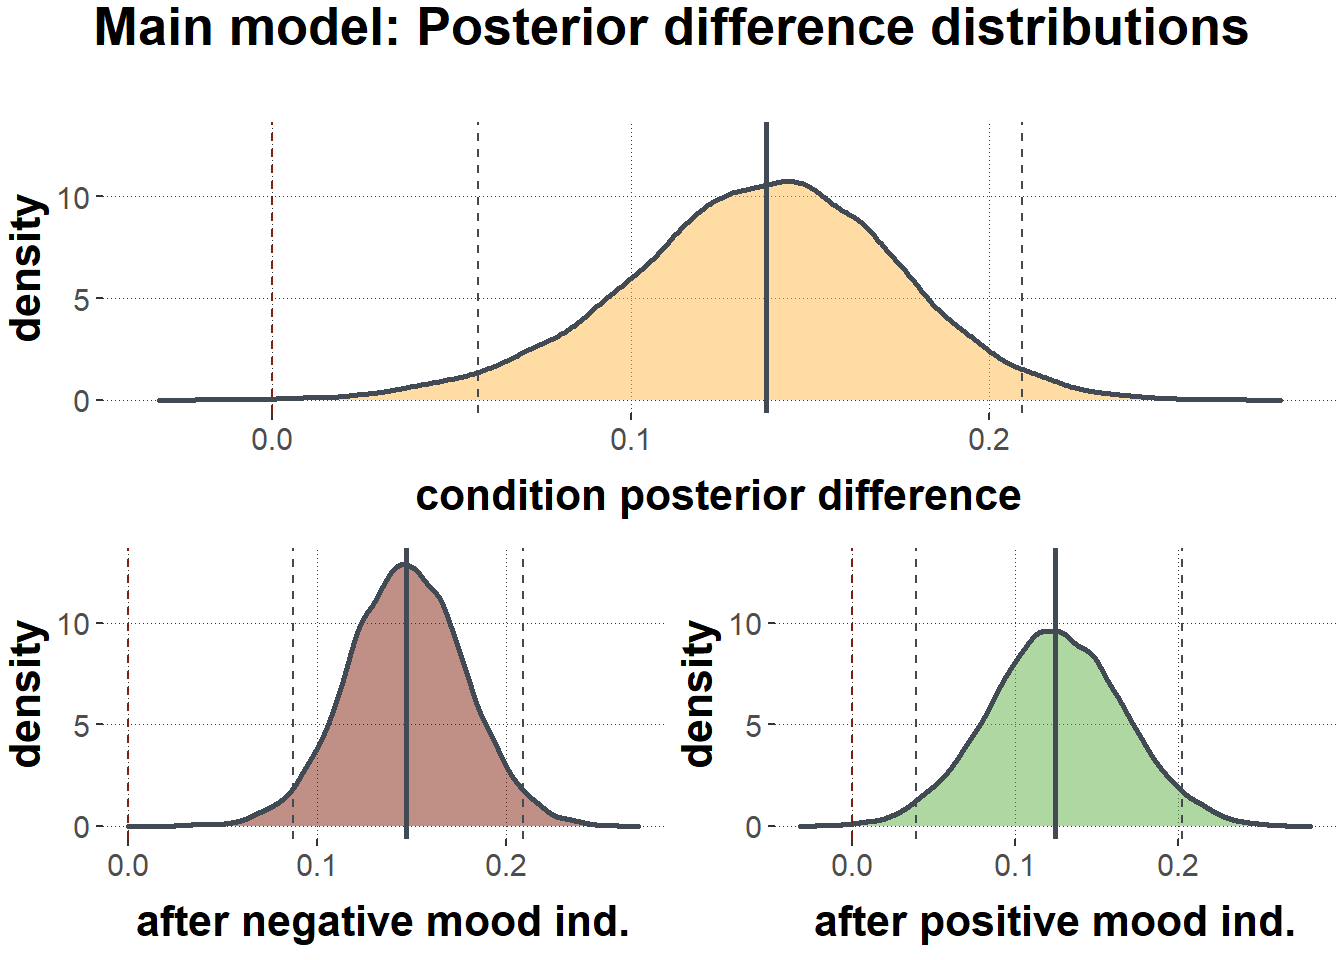 Main model: Posterior difference distributions
density
10
5
0
0.0 0.1 0.2
condition posterior difference
density
10
5
0
0.0 0.1 0.2
after negative mood ind.
density
10
5
0
0.0 0.1 0.2
after positive mood ind.